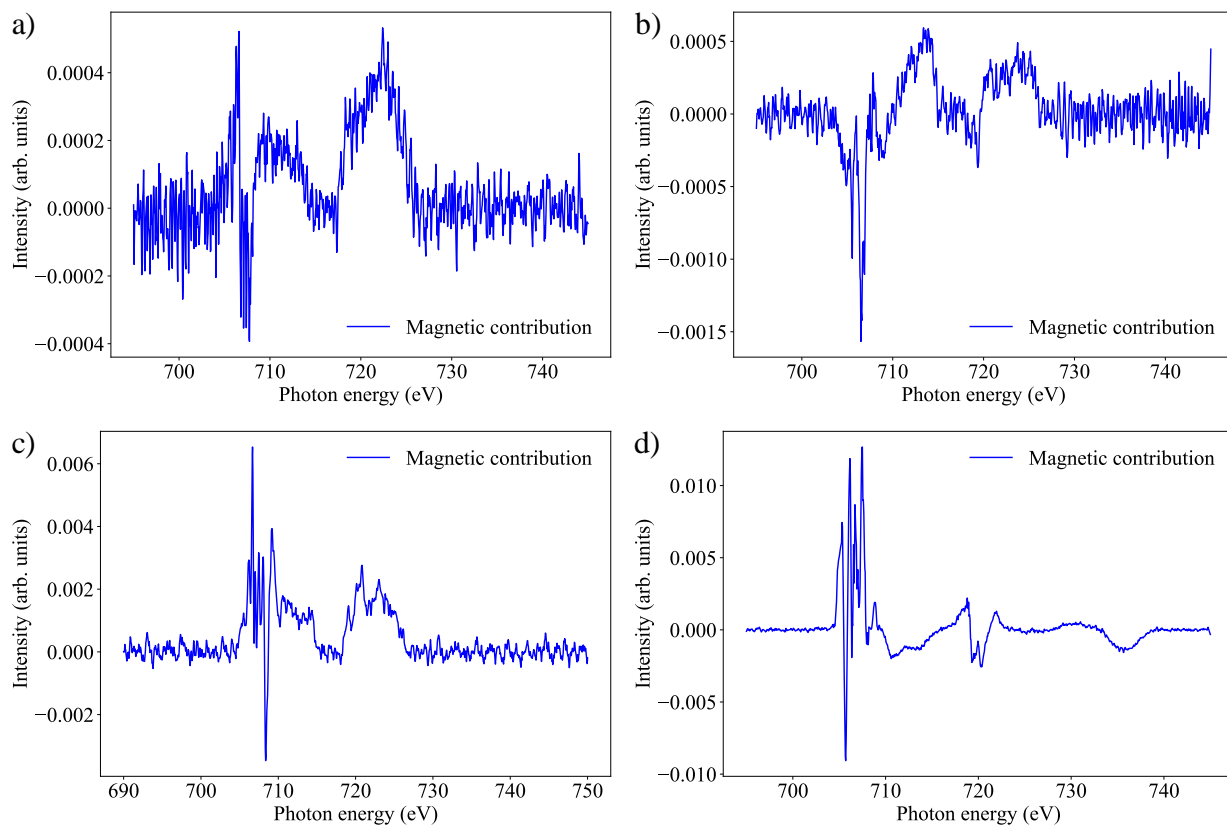 a)
0.0004
0.0002
0.0000
−0.0002
−0.0004
Intensity (arb. units)
Magnetic contribution
700 710 720 730 740
Photon energy (eV)
b)
0.0005
0.0000
−0.0005
−0.0010
−0.0015
Intensity (arb. units)
Magnetic contribution
700 710 720 730 740
Photon energy (eV)
c)
0.006
0.004
0.002
0.000
−0.002
Intensity (arb. units)
Magnetic contribution
690 700 710 720 730 740 750
Photon energy (eV)
d)
0.010
0.005
0.000
−0.005
−0.010
Intensity (arb. units)
Magnetic contribution
700 710 720 730 740
Photon energy (eV)